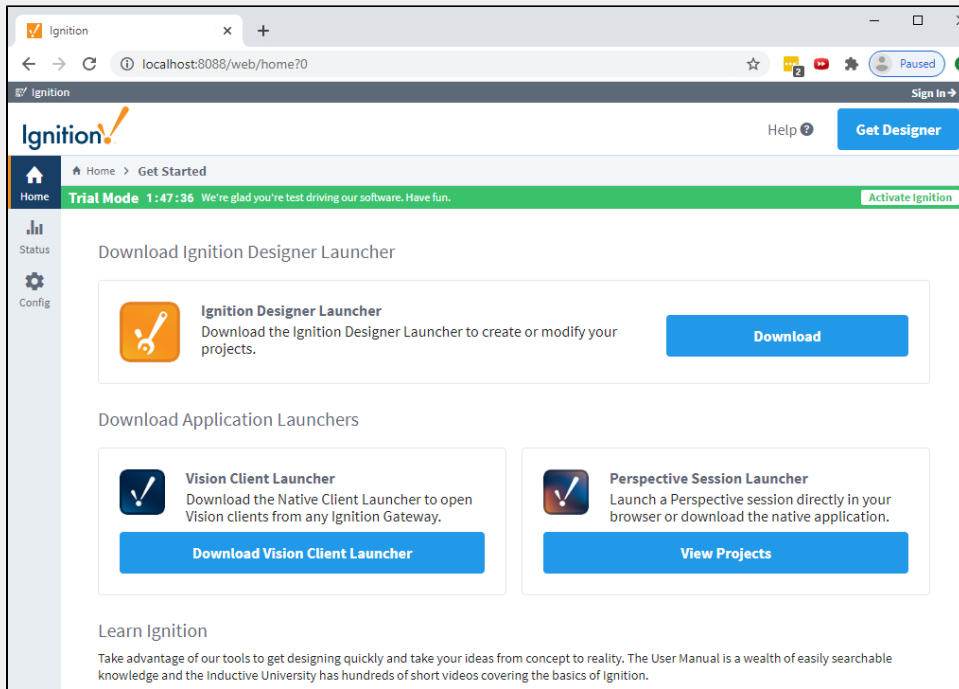 Ignition
localhost:8088/web/home?0
2
Paused
Ignition
Sign In
Ignition!
Help ?
Get Designer
Home
Home > Get Started
Trial Mode 1:47:36 We're glad you're test driving our software. Have fun.
Activate Ignition
Status
Config
Download Ignition Designer Launcher
Ignition Designer Launcher
Download the Ignition Designer Launcher to create or modify your
projects.
Download
Download Application Launchers
Vision Client Launcher
Download the Native Client Launcher to open
Vision clients from any Ignition Gateway.
Download Vision Client Launcher
Perspective Session Launcher
Launch a Perspective session directly in your
browser or download the native application.
View Projects
Learn Ignition
Take advantage of our tools to get designing quickly and take your ideas from concept to reality. The User Manual is a wealth of easily searchable
knowledge and the Inductive University has hundreds of short videos covering the basics of Ignition.